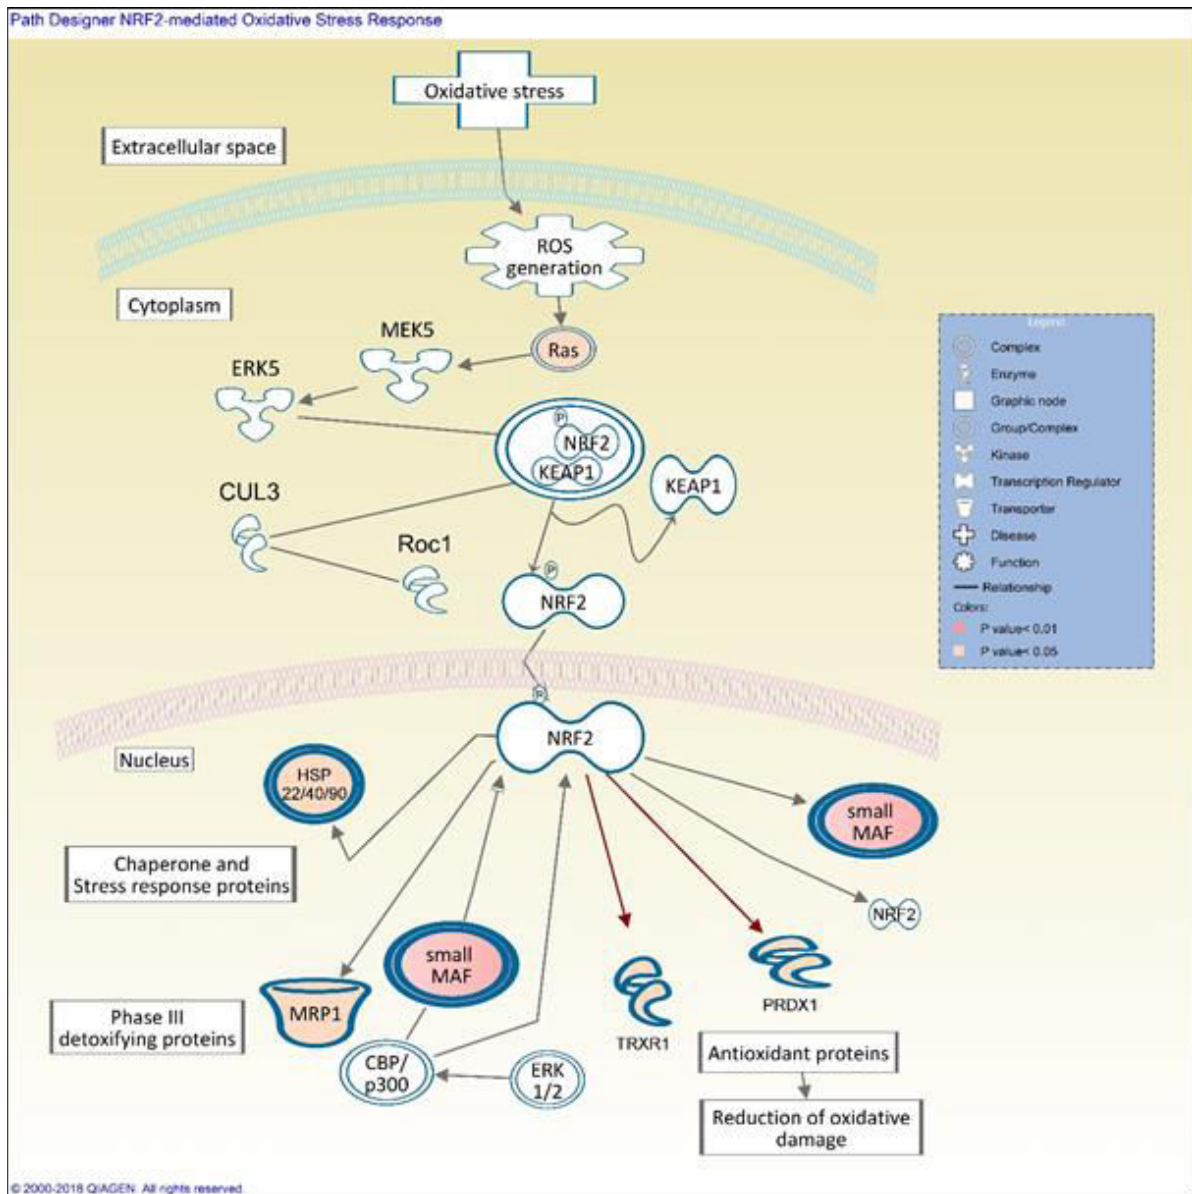 Path Designer NRF2-mediated Oxidative Stress Response
Oxidative stress
Extracellular space
ROS
generation
Cytoplasm
MEK5
Ras
ERK5
P
NRF2
KEAP1
KEAP1
CUL3
Roc1
P
NRF2
Legend
Complex
Enzyme
Graphic node
Group/Complex
Kinase
Transcription Regulator
Transporter
Disease
Function
Relationship
Colors:
P value< 0.01
P value< 0.05
P
NRF2
Nucleus
HSP
22/40/90
small
MAF
Chaperone and
Stress response proteins
NRF2
small
MAF
PRDX1
MRP1
Phase III
detoxifying proteins
TRXR1
CBP/
p300
ERK
1/2
Antioxidant proteins
Reduction of oxidative
damage
© 2000-2018 QIAGEN. All rights reserved.